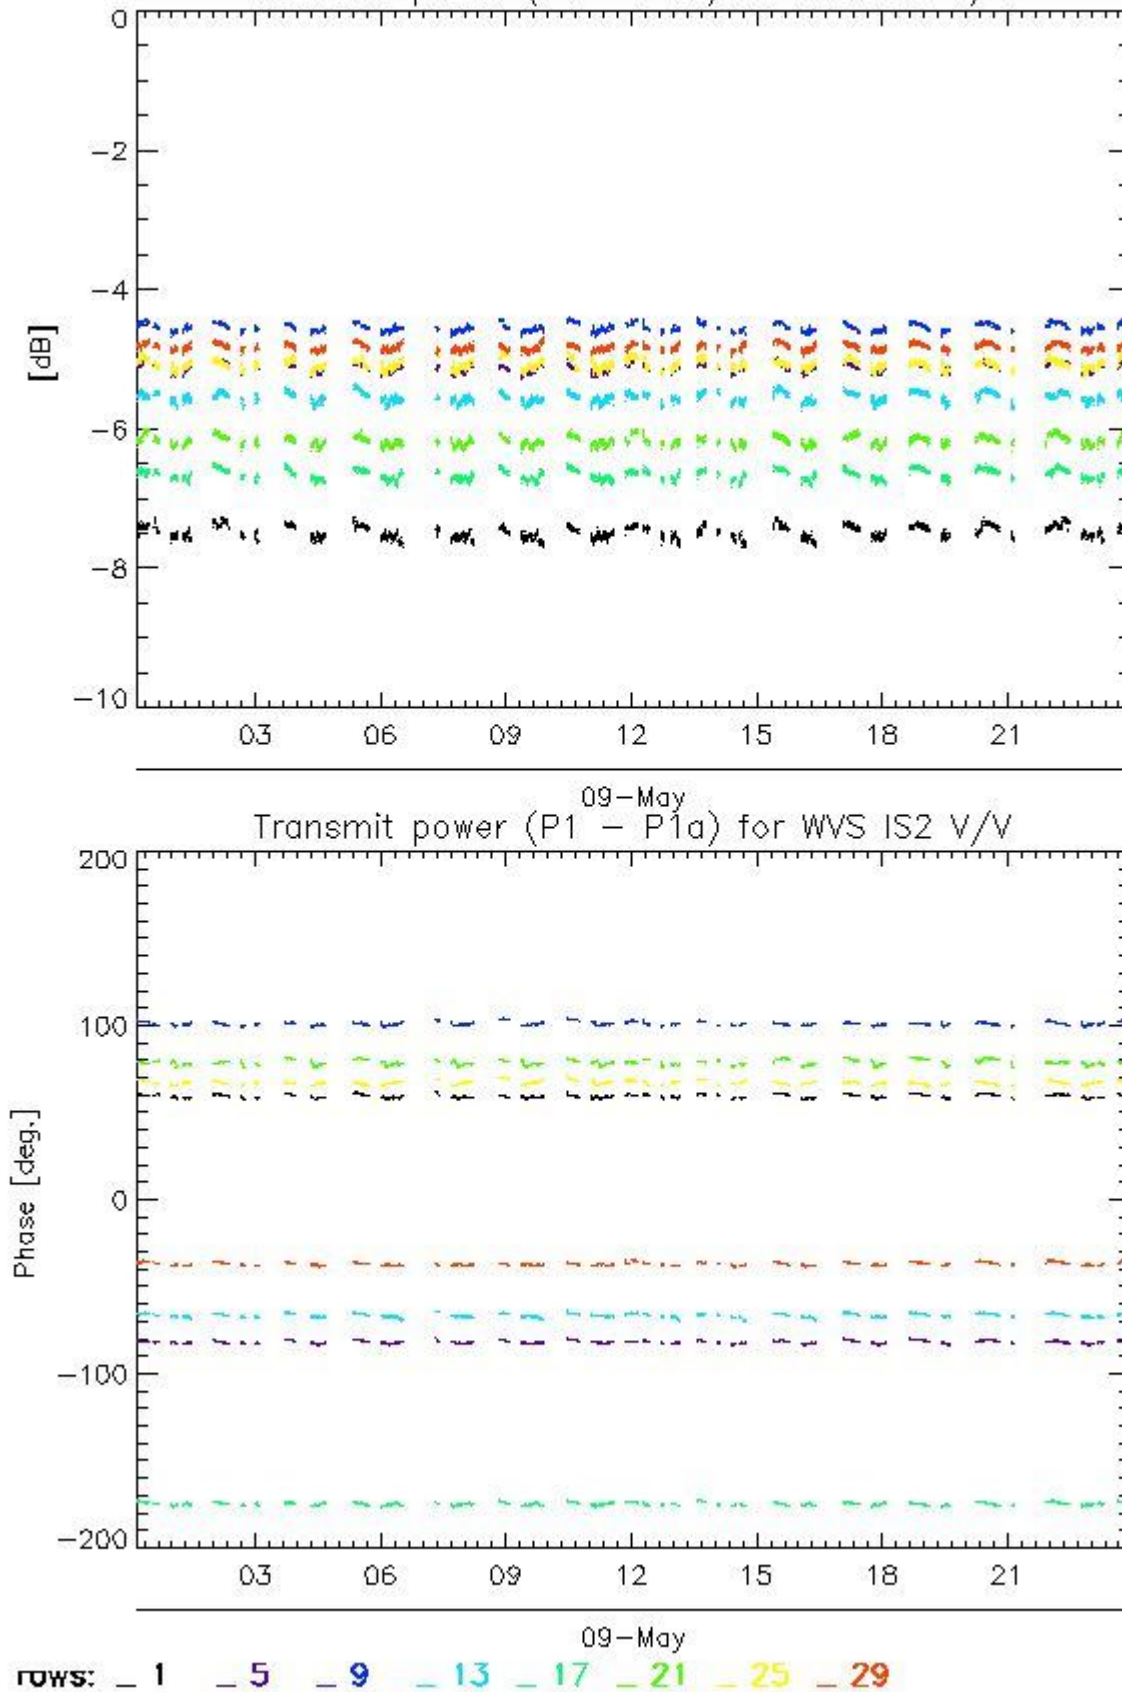 0
−2
−4
[dB]
−6
−8
−10
03 06 09 12 15 18 21
09−May
Transmit power (P1 − P1a) for WVS IS2 V/V
200
100
Phase [deg.]
0
−100
−200
03 06 09 12 15 18 21
09−May
rows: _ 1 _ 5 _ 9 _ 13 _ 17 _ 21 _ 25 _ 29